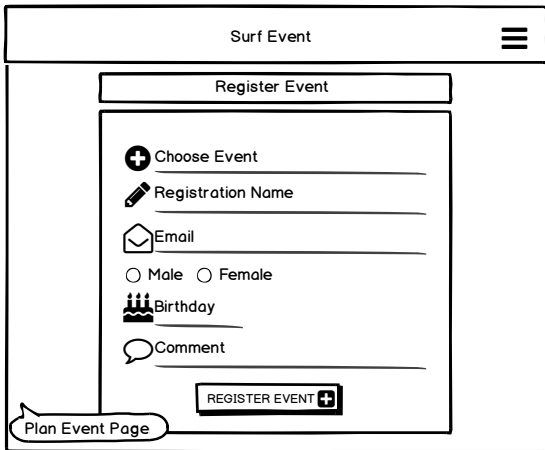 Surf Event
Register Event
Choose Event
Registration Name
Email
Male Female
Birthday
Comment
REGISTER EVENT
Plan Event Page